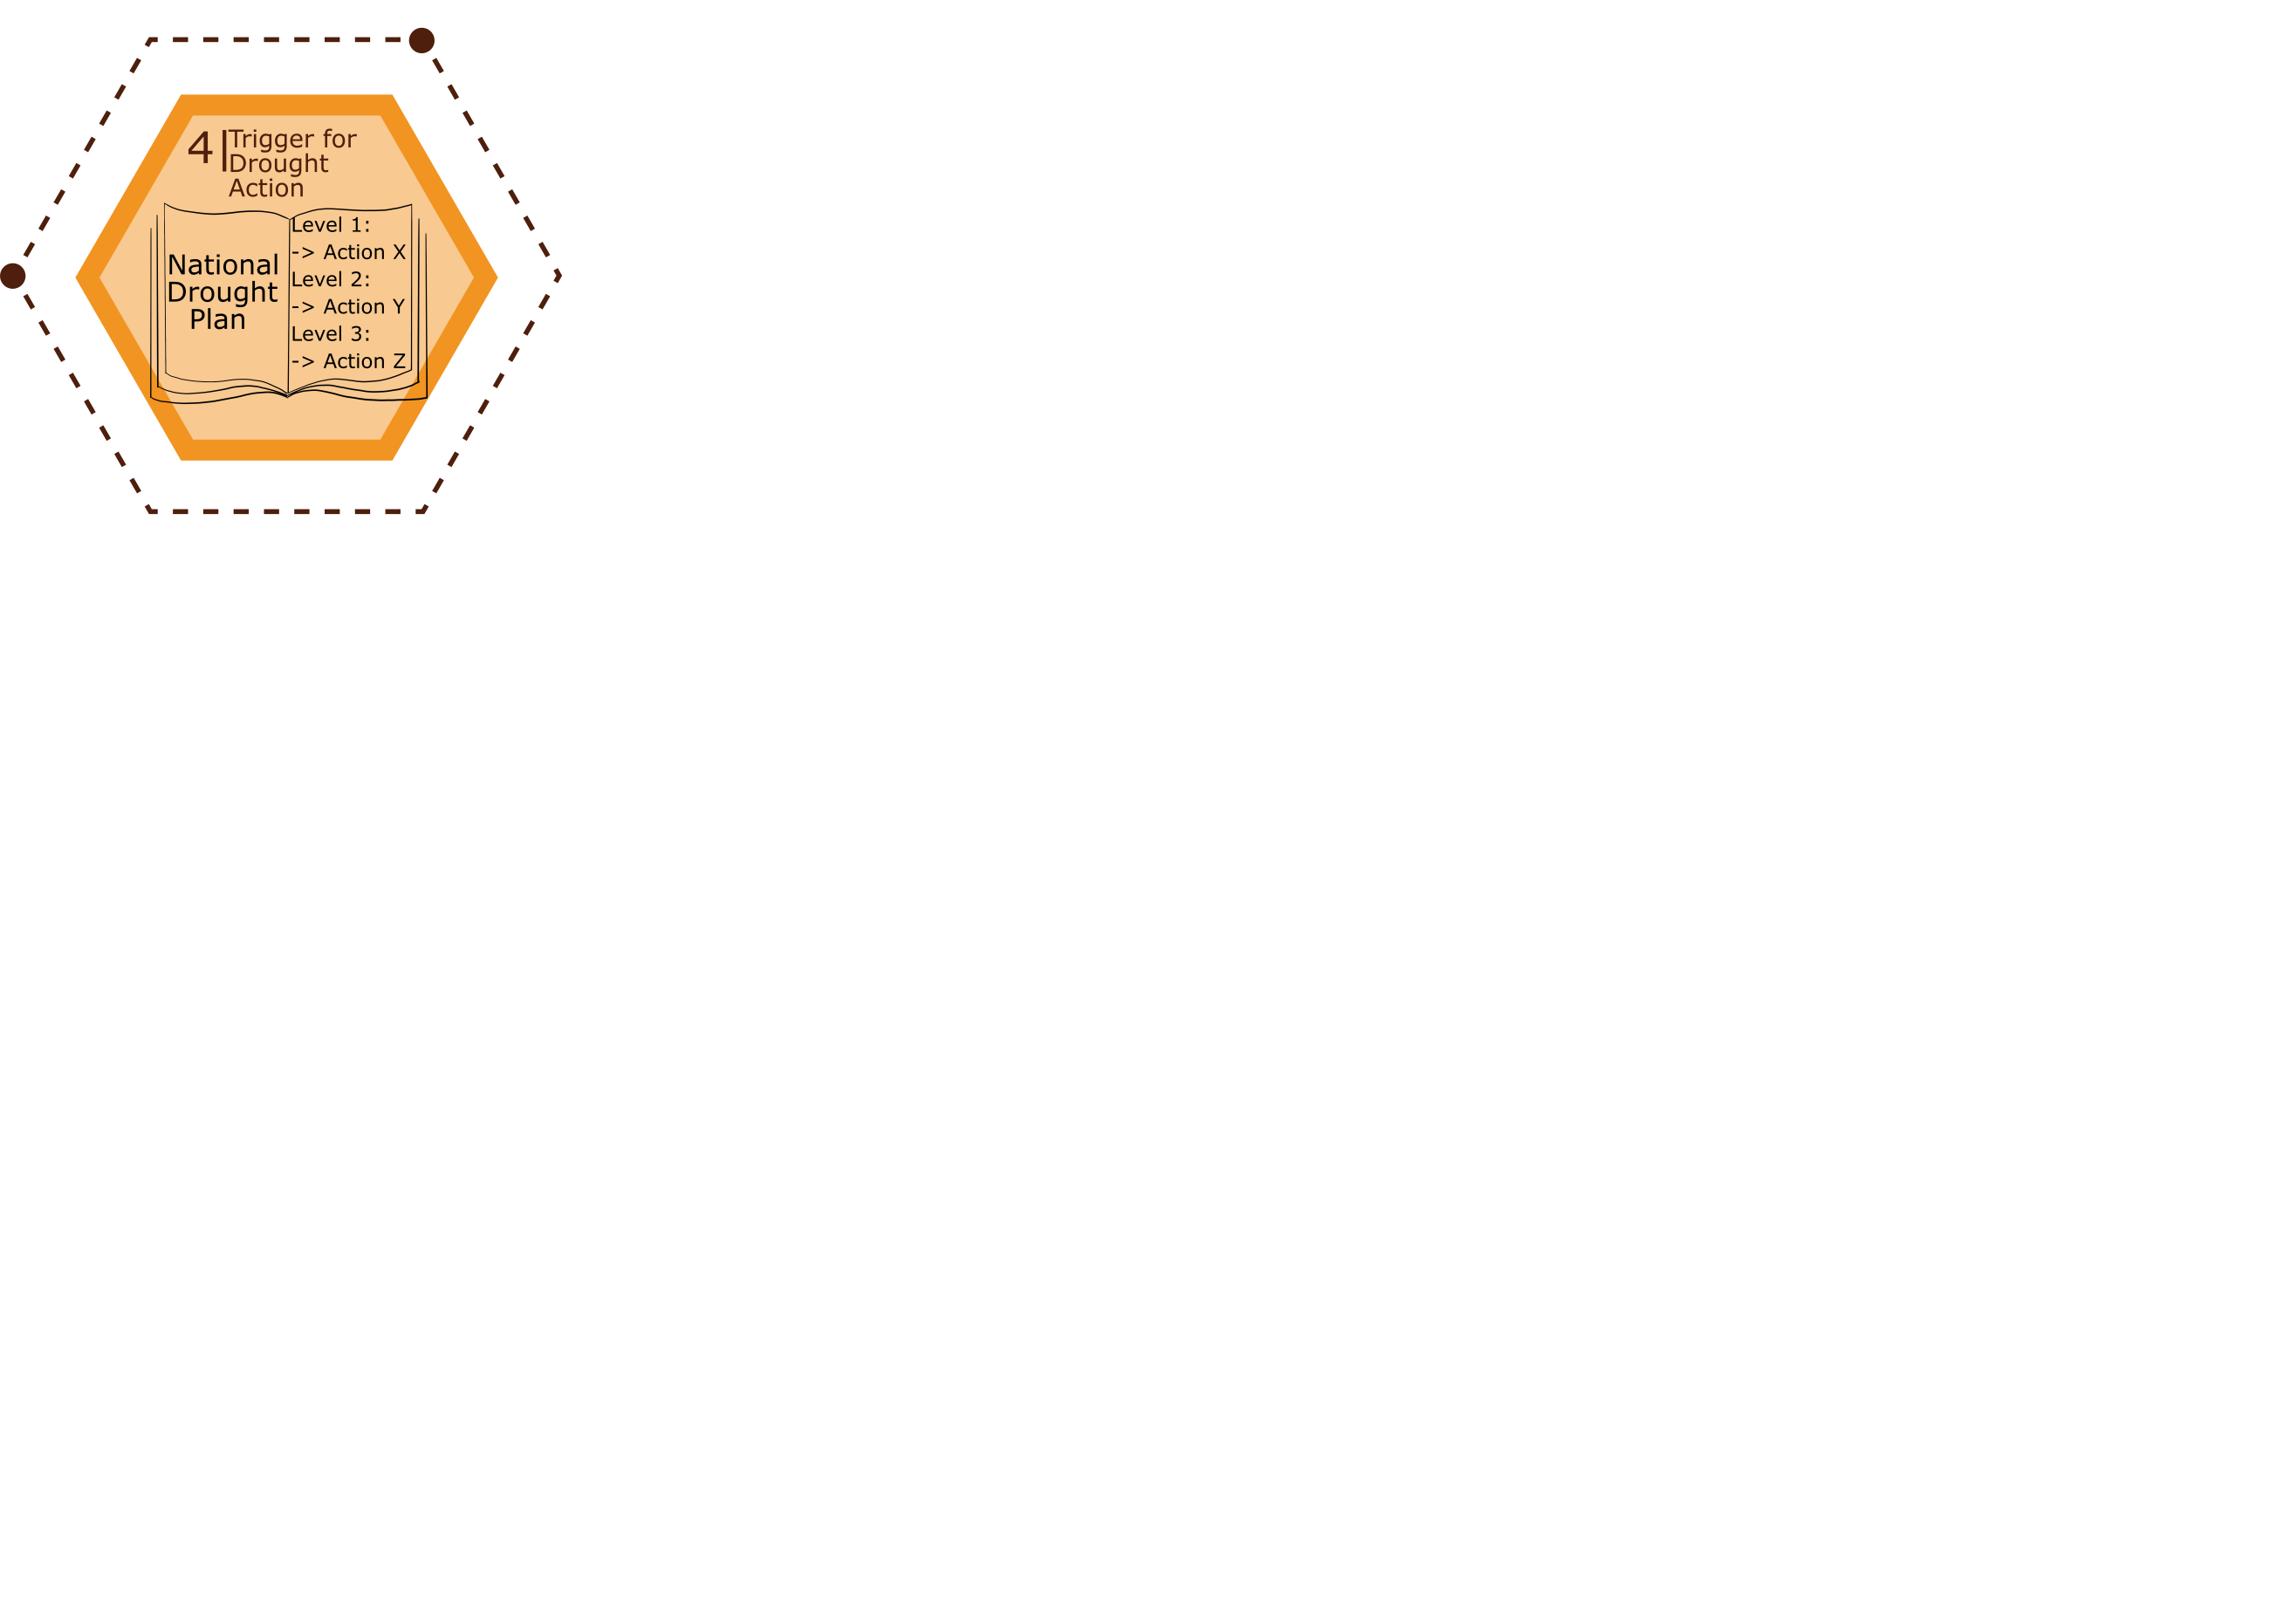 4
Trigger for
Drought
Action
National
Drought
Plan
Level 1:
-> Action X
Level 2:
-> Action Y
Level 3:
-> Action Z